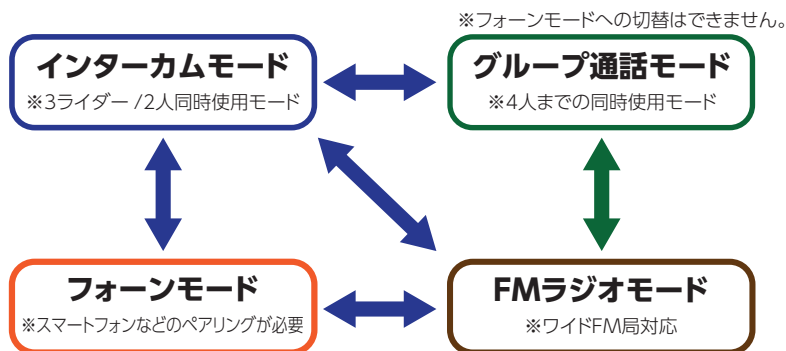 ※フォーンモードへの切替はできません。
インターカムモード
※3ライダー /2人同時使用モード
グループ通話モード
※4人までの同時使用モード
フォーンモード
※スマートフォンなどのペアリングが必要
FMラジオモード
※ワイドFM局対応